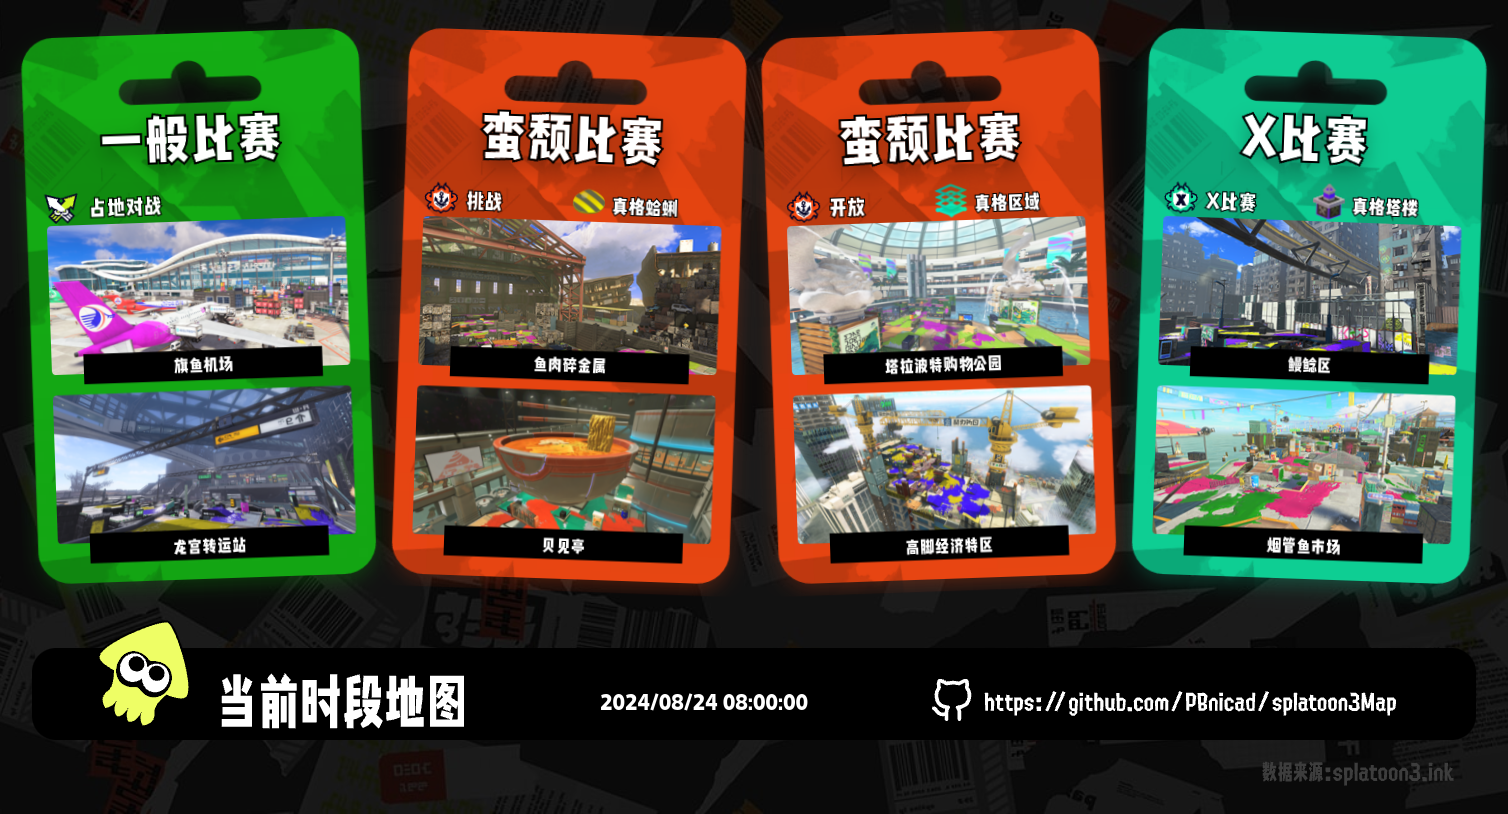 一般比赛
占地对战
旗鱼机场
龙宫转运站
蛮颓比赛
挑战
真格蛤蜊
鱼肉碎金属
贝见亭
蛮颓比赛
开放
真格区域
塔拉波特购物公园
高脚经济特区
X比赛
X比赛
真格塔楼
鳗鲶区
烟管鱼市场
当前时段地图
2024/08/24 08:00:00
https://github.com/PBnicad/splatoon3Map
数据来源:splatoon3.ink